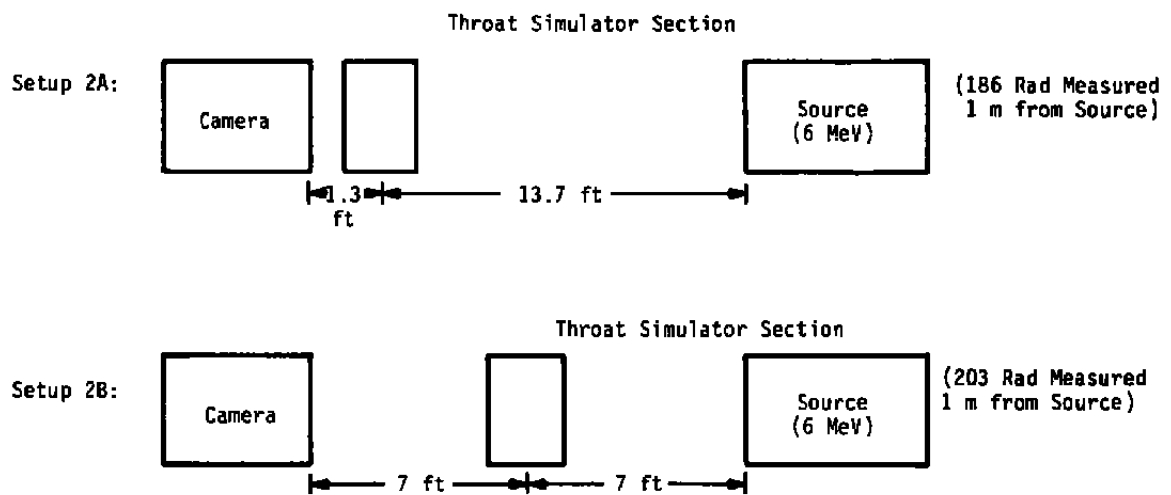 Throat Simulator Section
Setup 2A:
Camera
Source
(6 MeV)
(186 Rad Measured
1 m from Source)
1.3
ft
13.7 ft
Throat Simulator Section
Setup 2B:
Camera
Source
(6 MeV)
(203 Rad Measured
1 m from Source)
7 ft
7 ft